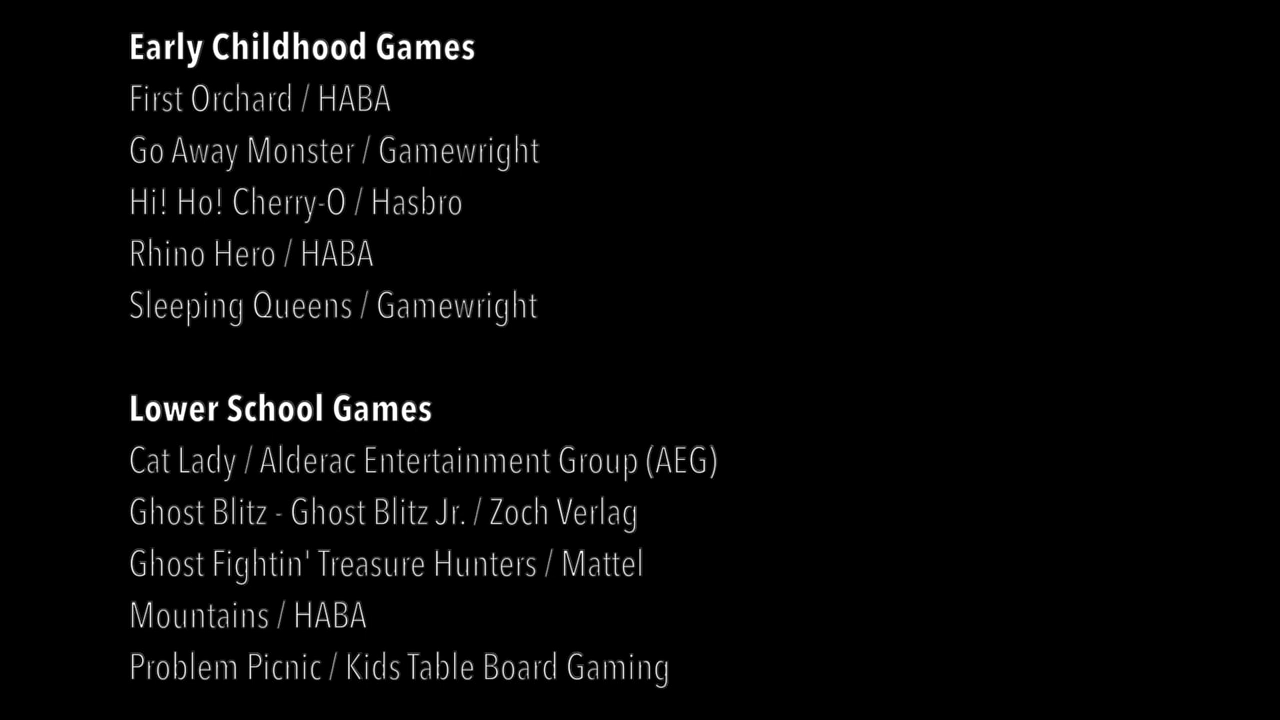 Early Childhood Games
First Orchard / HABA
Go Away Monster / Gamewright
Hi! Ho! Cherry-O / Hasbro
Rhino Hero / HABA
Sleeping Queens / Gamewright
Lower School Games
Cat Lady / Alderac Entertainment Group (AEG)
Ghost Blitz - Ghost Blitz Jr. / Zoch Verlag
Ghost Fightin' Treasure Hunters / Mattel
Mountains / HABA
Problem Picnic / Kids Table Board Gaming